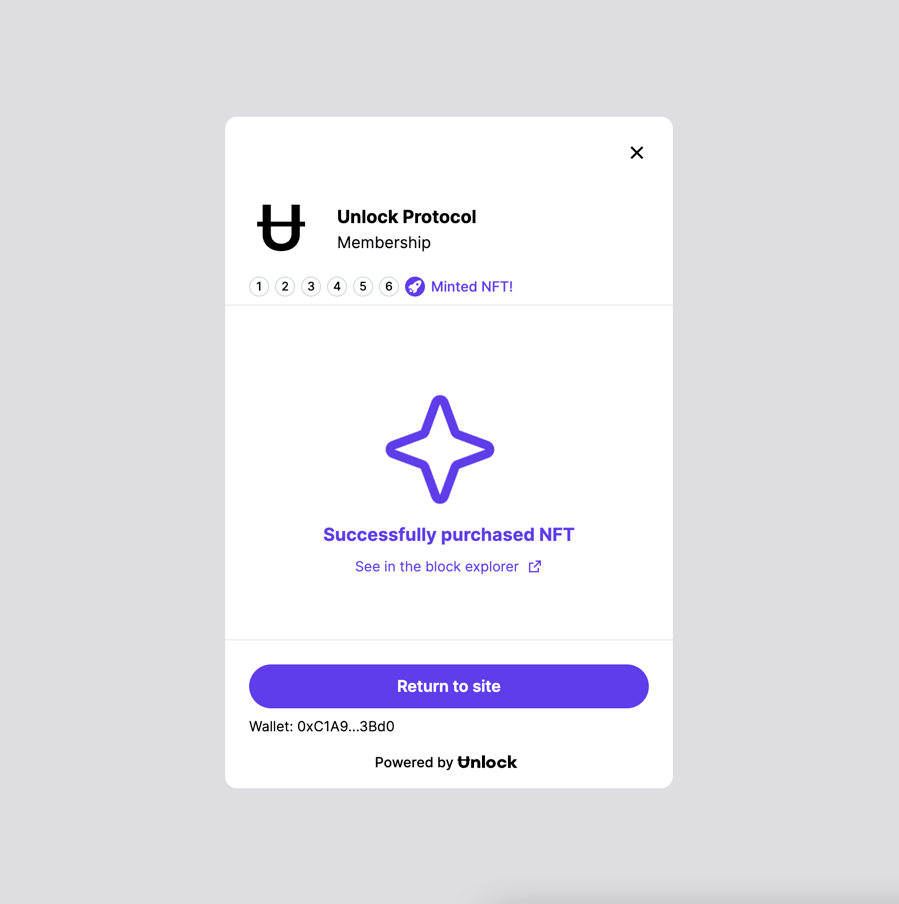 Unlock Protocol
Membership
1 2 3 4 5 6 Minted NFT!
Successfully purchased NFT
See in the block explorer
Return to site
Wallet: 0xC1A9...3Bd0
Powered by Unlock